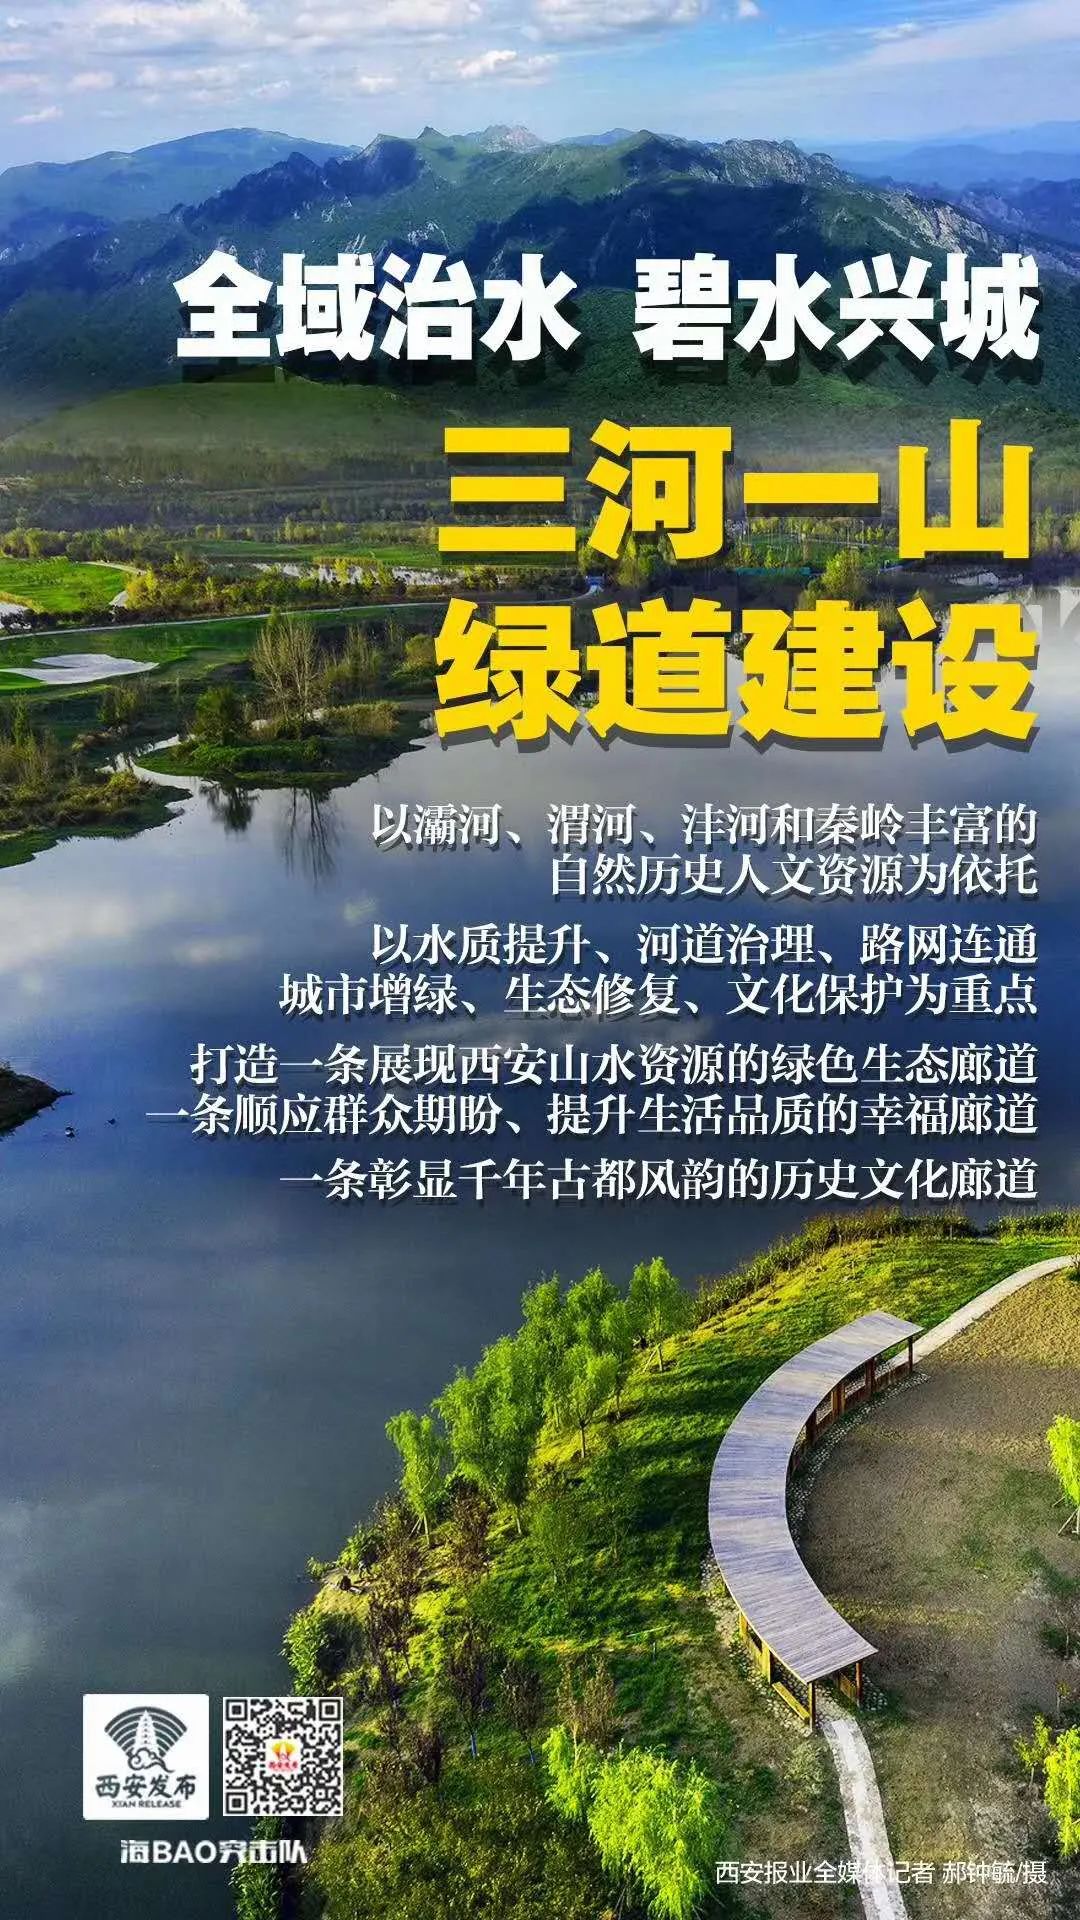 全域治水 碧水兴城
三河一山
绿道建设
以灞河、渭河、沣河和秦岭丰富的
自然历史人文资源为依托
以水质提升、河道治理、路网连通
城市增绿、生态修复、文化保护为重点
打造一条展现西安山水资源的绿色生态廊道
一条顺应群众期盼、提升生活品质的幸福廊道
一条彰显千年古都风韵的历史文化廊道
西安发布
XIAN RELEASE
西安发布
海BAO突击队
西安报业全媒体记者 郝钟毓/摄